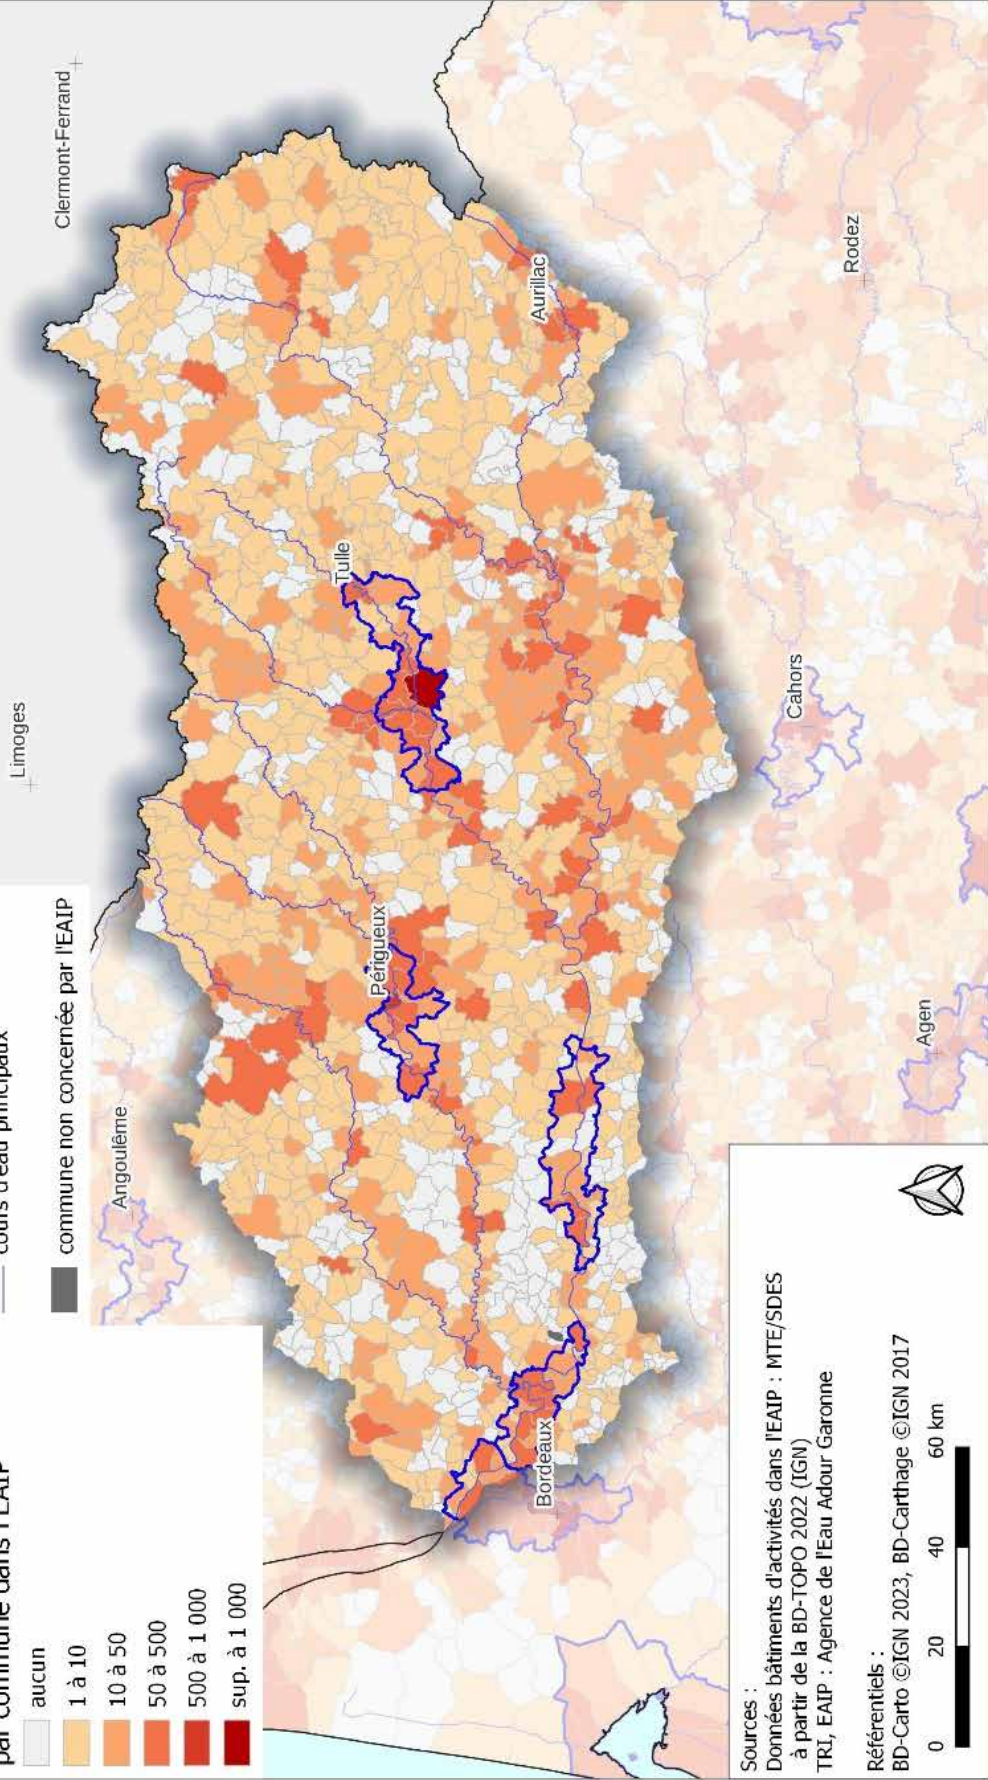 par commune dans l'EAIP
aucun
1 à 10
10 à 50
50 à 500
500 à 1 000
sup. à 1 000
cours d'eau principaux
commune non concernée par l'EAIP
Limoges
Clermont-Ferrand
Angoulême
Périgueux
Tulle
Aurillac
Bordeaux
Cahors
Rodez
Agen
Sources :
Données bâtiments d'activités dans l'EAIP : MTE/SDES
à partir de la BD-TOPO 2022 (IGN)
TRI, EAIP : Agence de l'Eau Adour Garonne
Référentiels :
BD-Carto ©IGN 2023, BD-Carthage ©IGN 2017
0 20 40 60 km